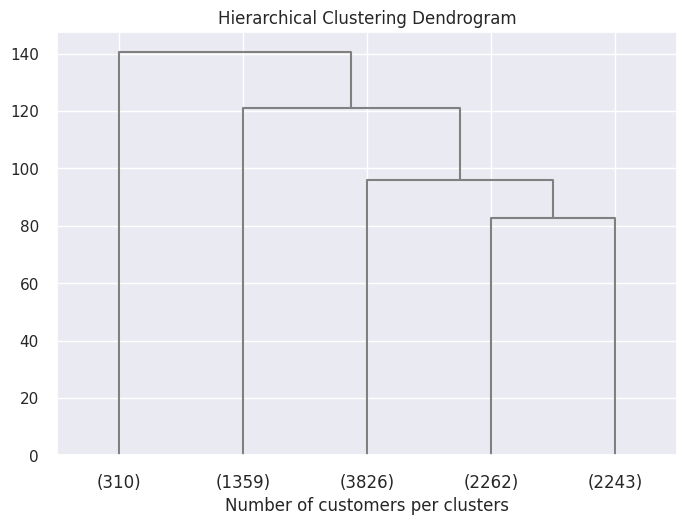 Hierarchical Clustering Dendrogram
140
120
100
80
60
40
20
0
(310) (1359) (3826) (2262) (2243)
Number of customers per clusters